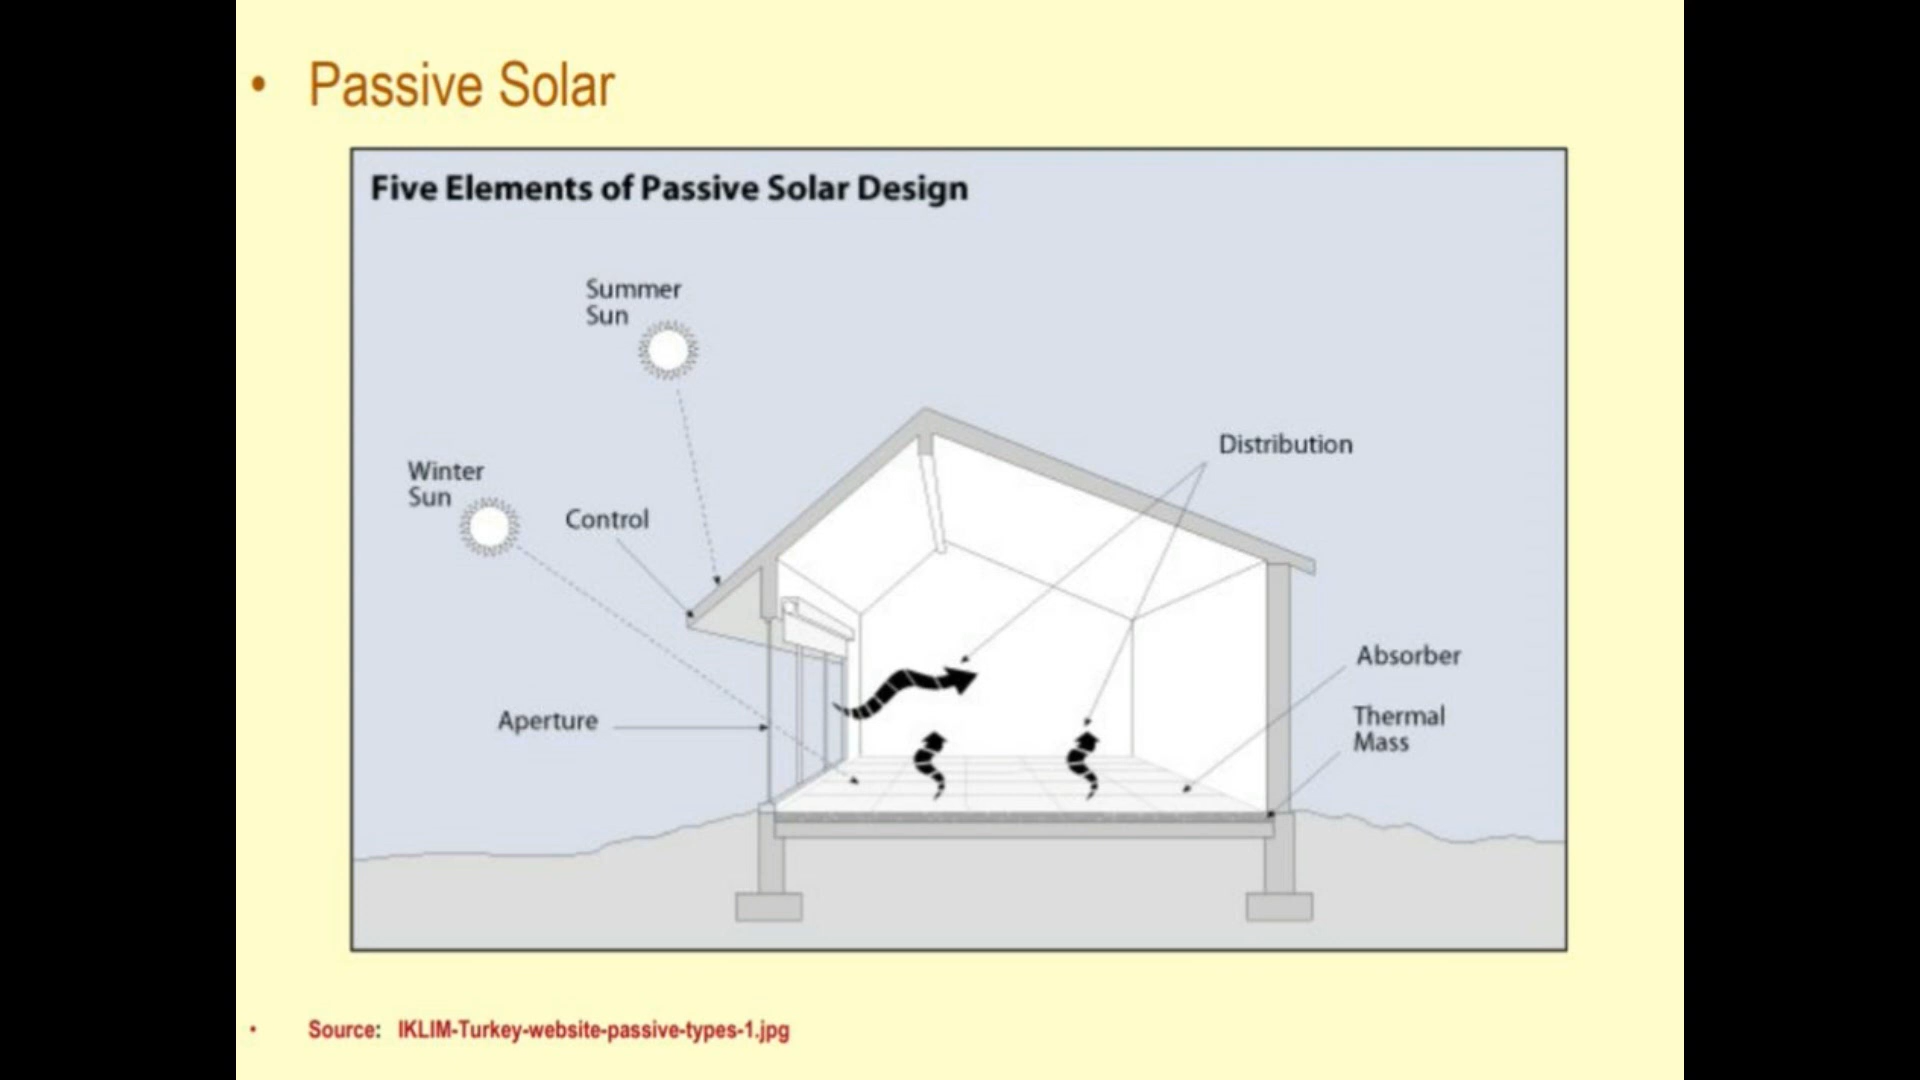 • Passive Solar
Five Elements of Passive Solar Design
Summer
Sun
Winter
Sun
Control
Distribution
Absorber
Aperture
Thermal
Mass
• Source: IKLIM-Turkey-website-passive-types-1.jpg